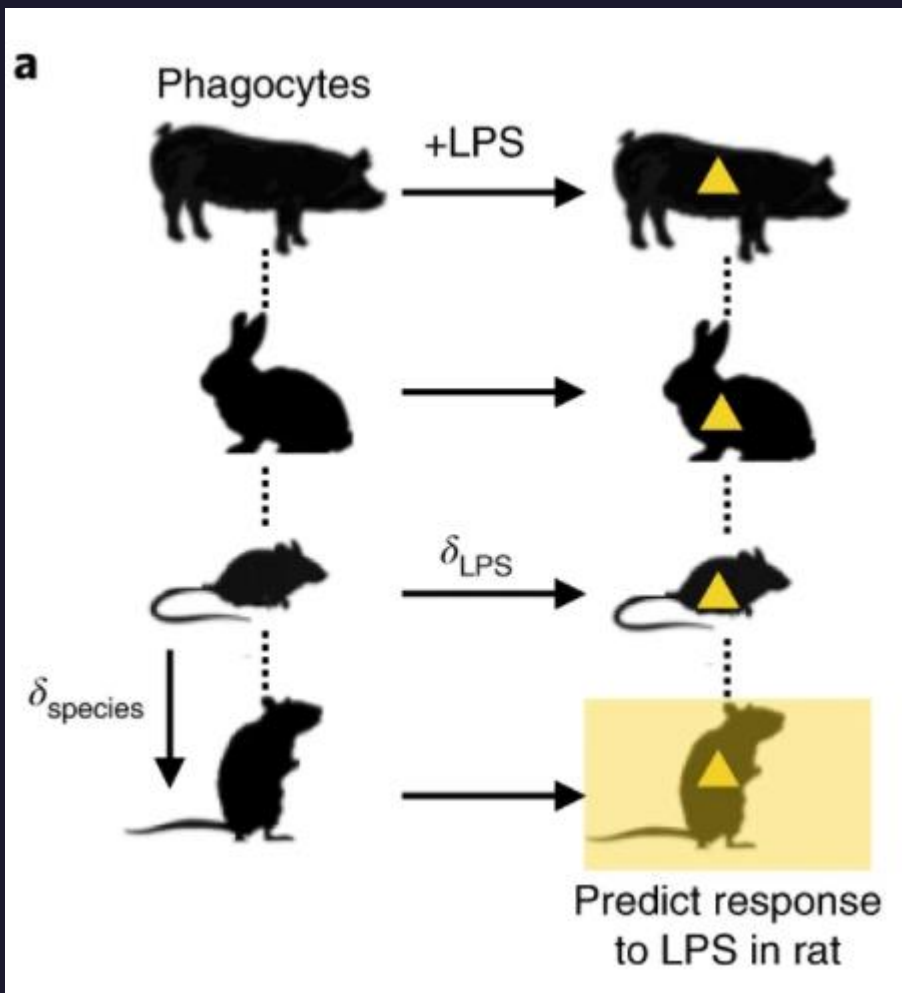 a
Phagocytes
+LPS
δLPS
δspecies
Predict response
to LPS in rat